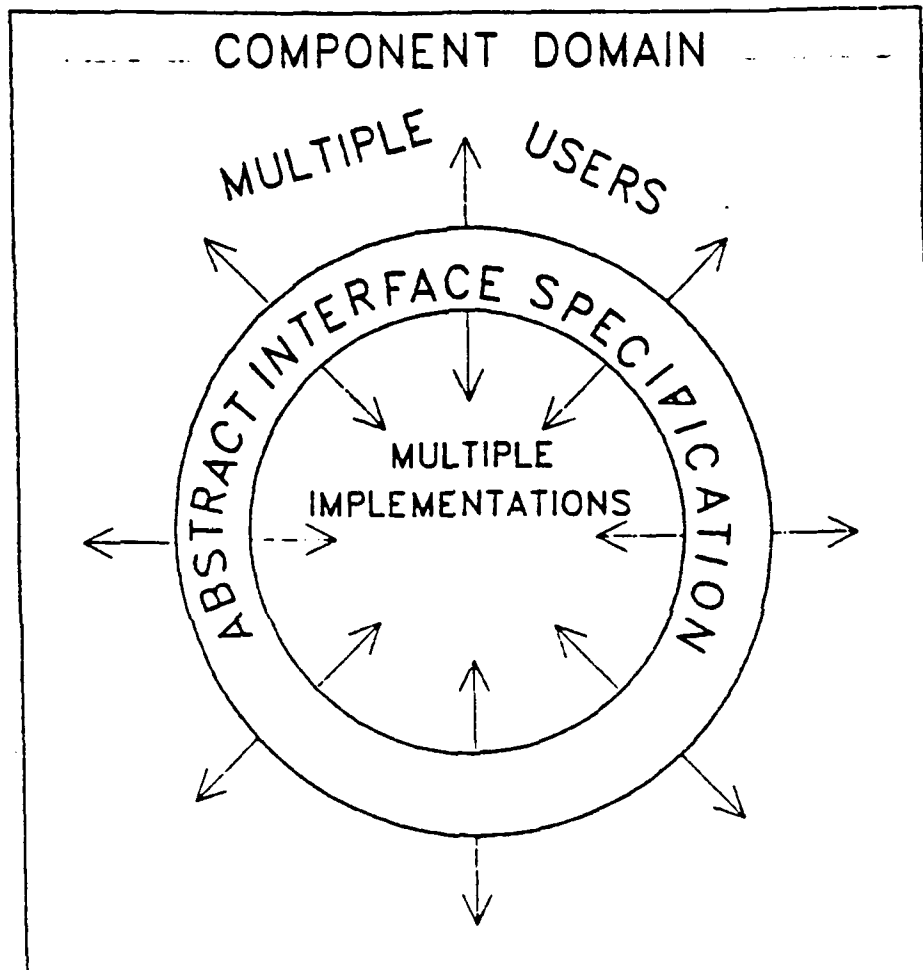 COMPONENT DOMAIN
MULTIPLE USERS
ABSTRACT INTERFACE SPECIFICATION
MULTIPLE
IMPLEMENTATIONS